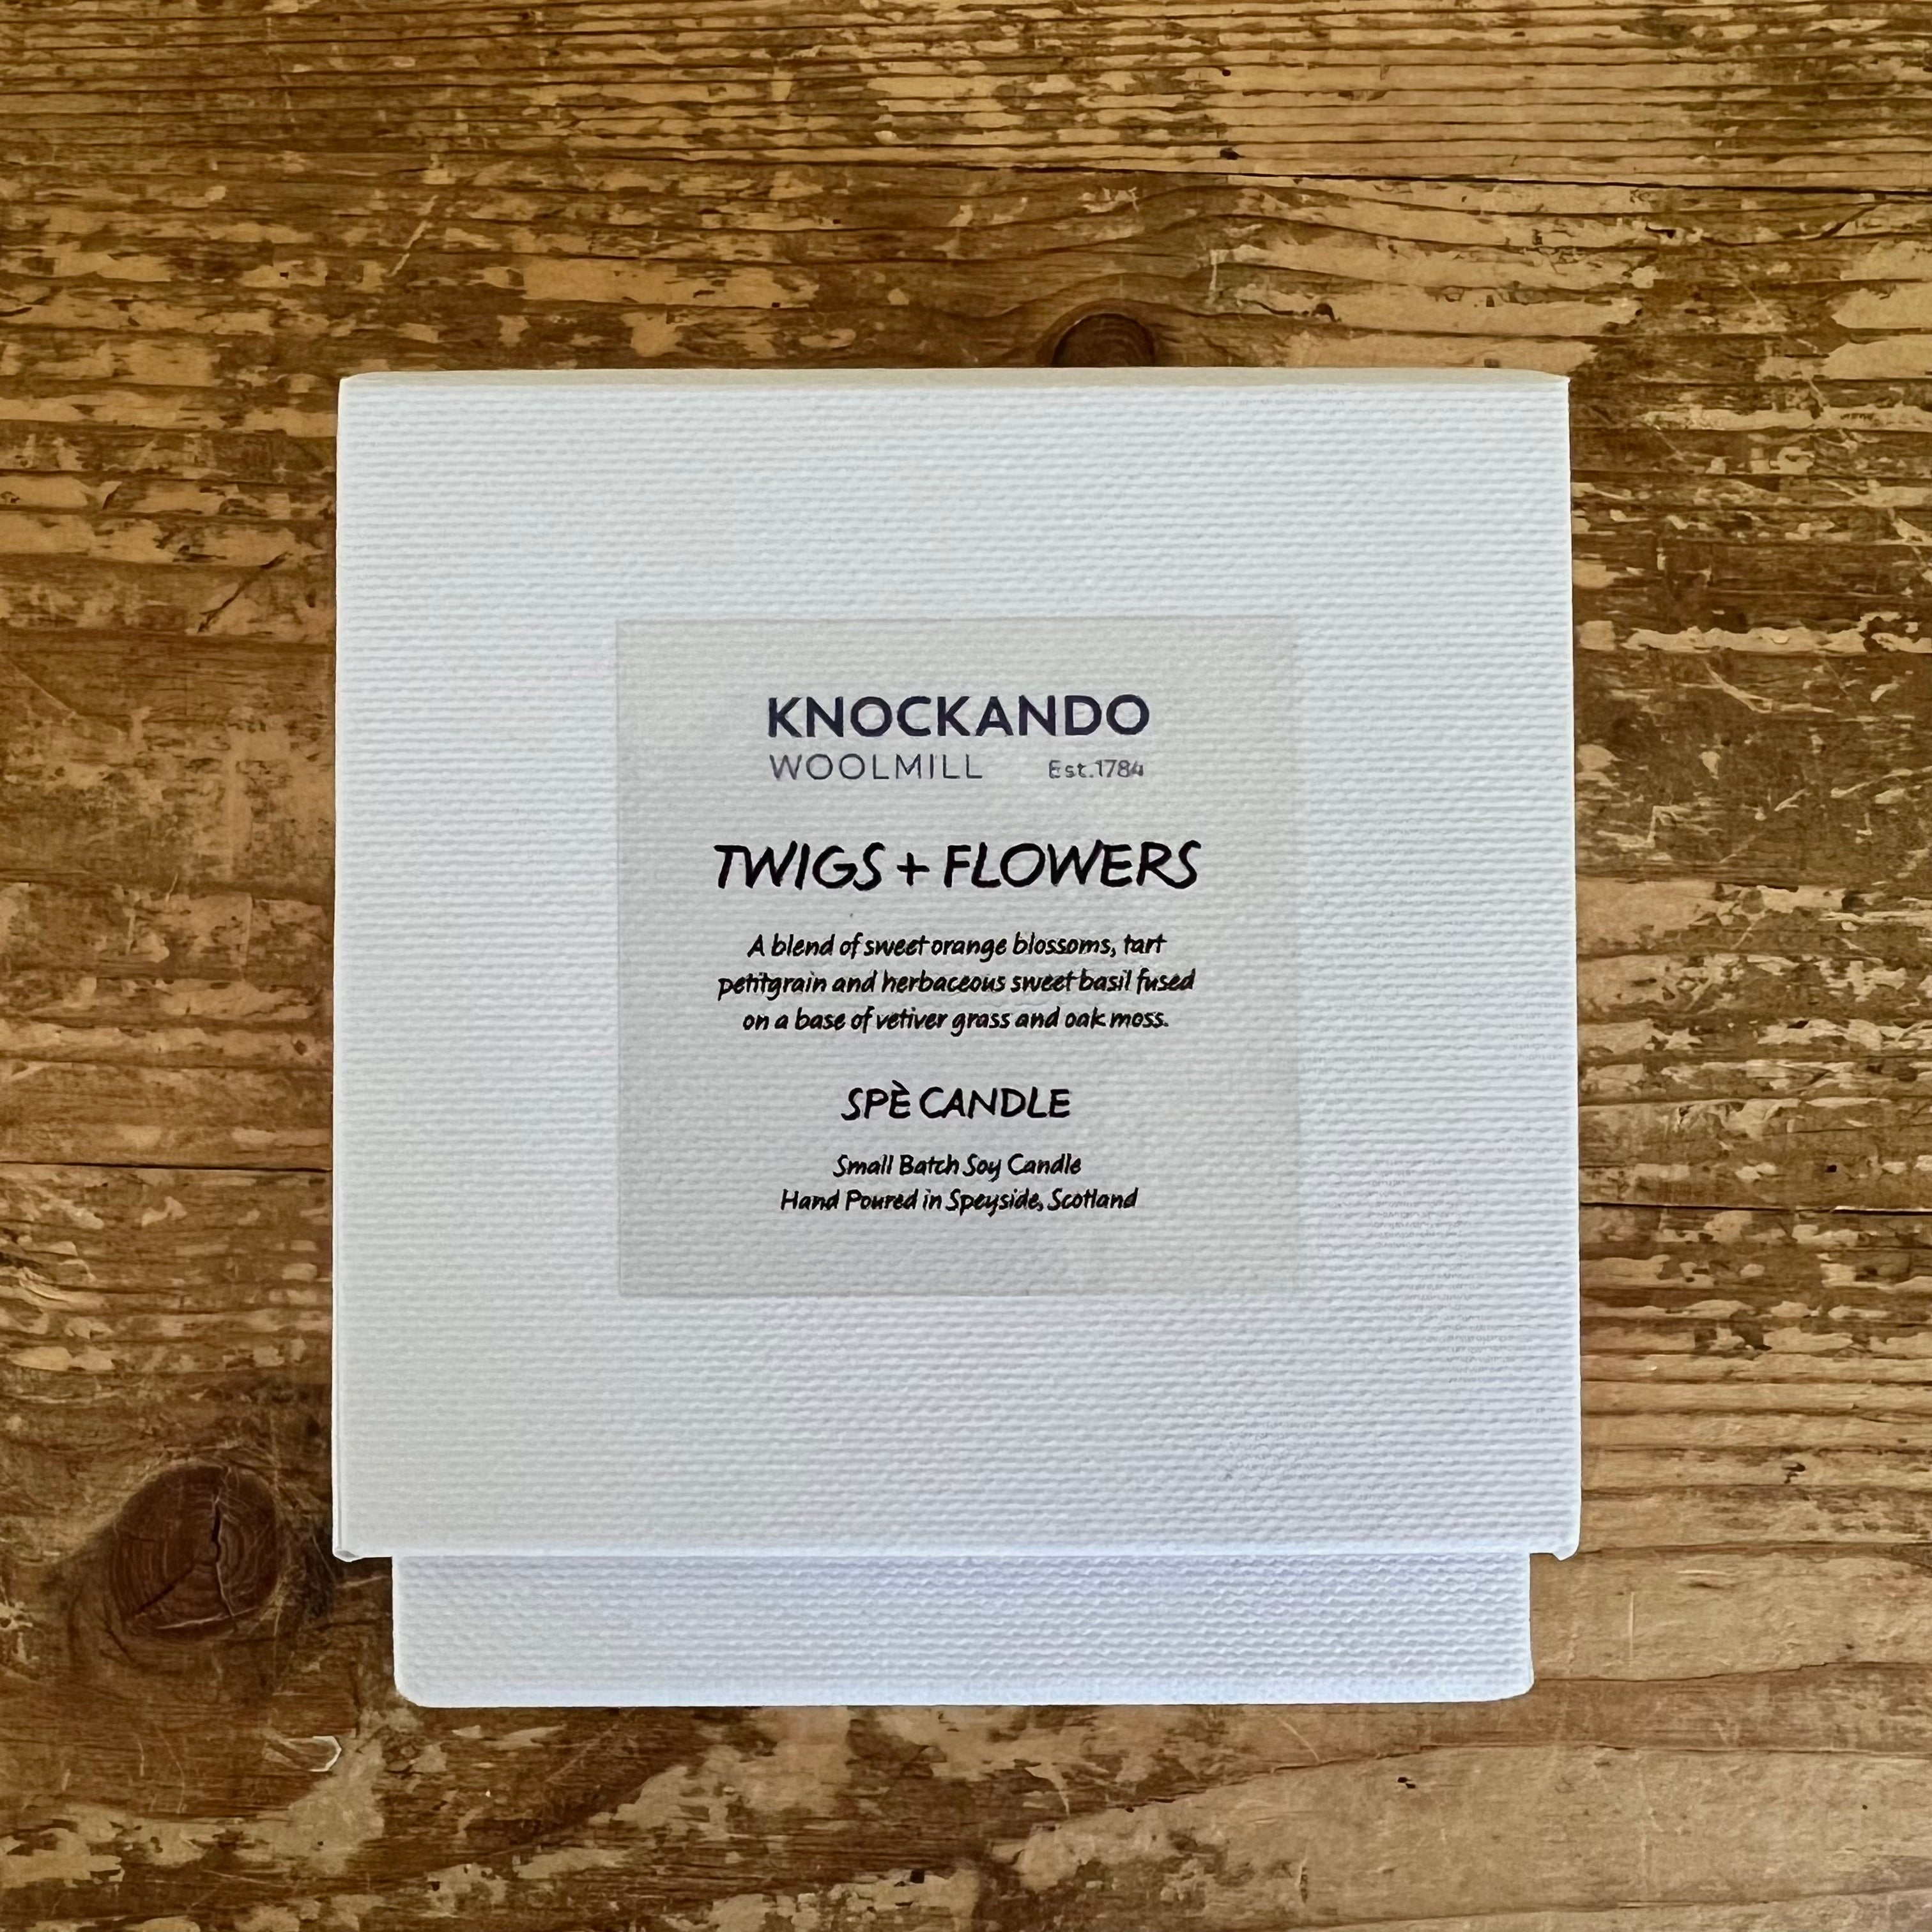 KNOCKANDO
WOOLMILL Est.1784
TWIGS + FLOWERS
A blend of sweet orange blossoms, tart
petitgrain and herbaceous sweet basil fused
on a base of vetiver grass and oak moss.
SPÈ CANDLE
Small Batch Soy Candle
Hand Poured in Speyside, Scotland